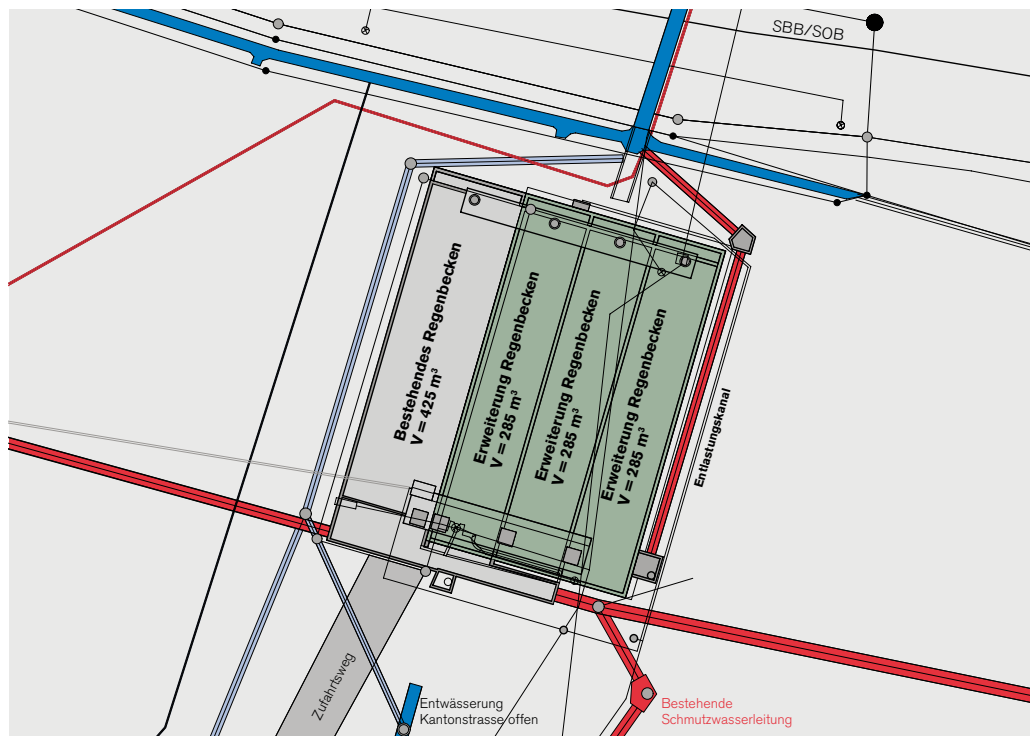 SBB/SOB
Bestehendes Regenbecken
V = 425 m³
Erweiterung Regenbecken
V = 285 m³
Erweiterung Regenbecken
V = 285 m³
Erweiterung Regenbecken
V = 285 m³
Entlastungskanal
Zufahrtsweg
Entwässerung
Kantonstrasse offen
Bestehende
Schmutzwasserleitung